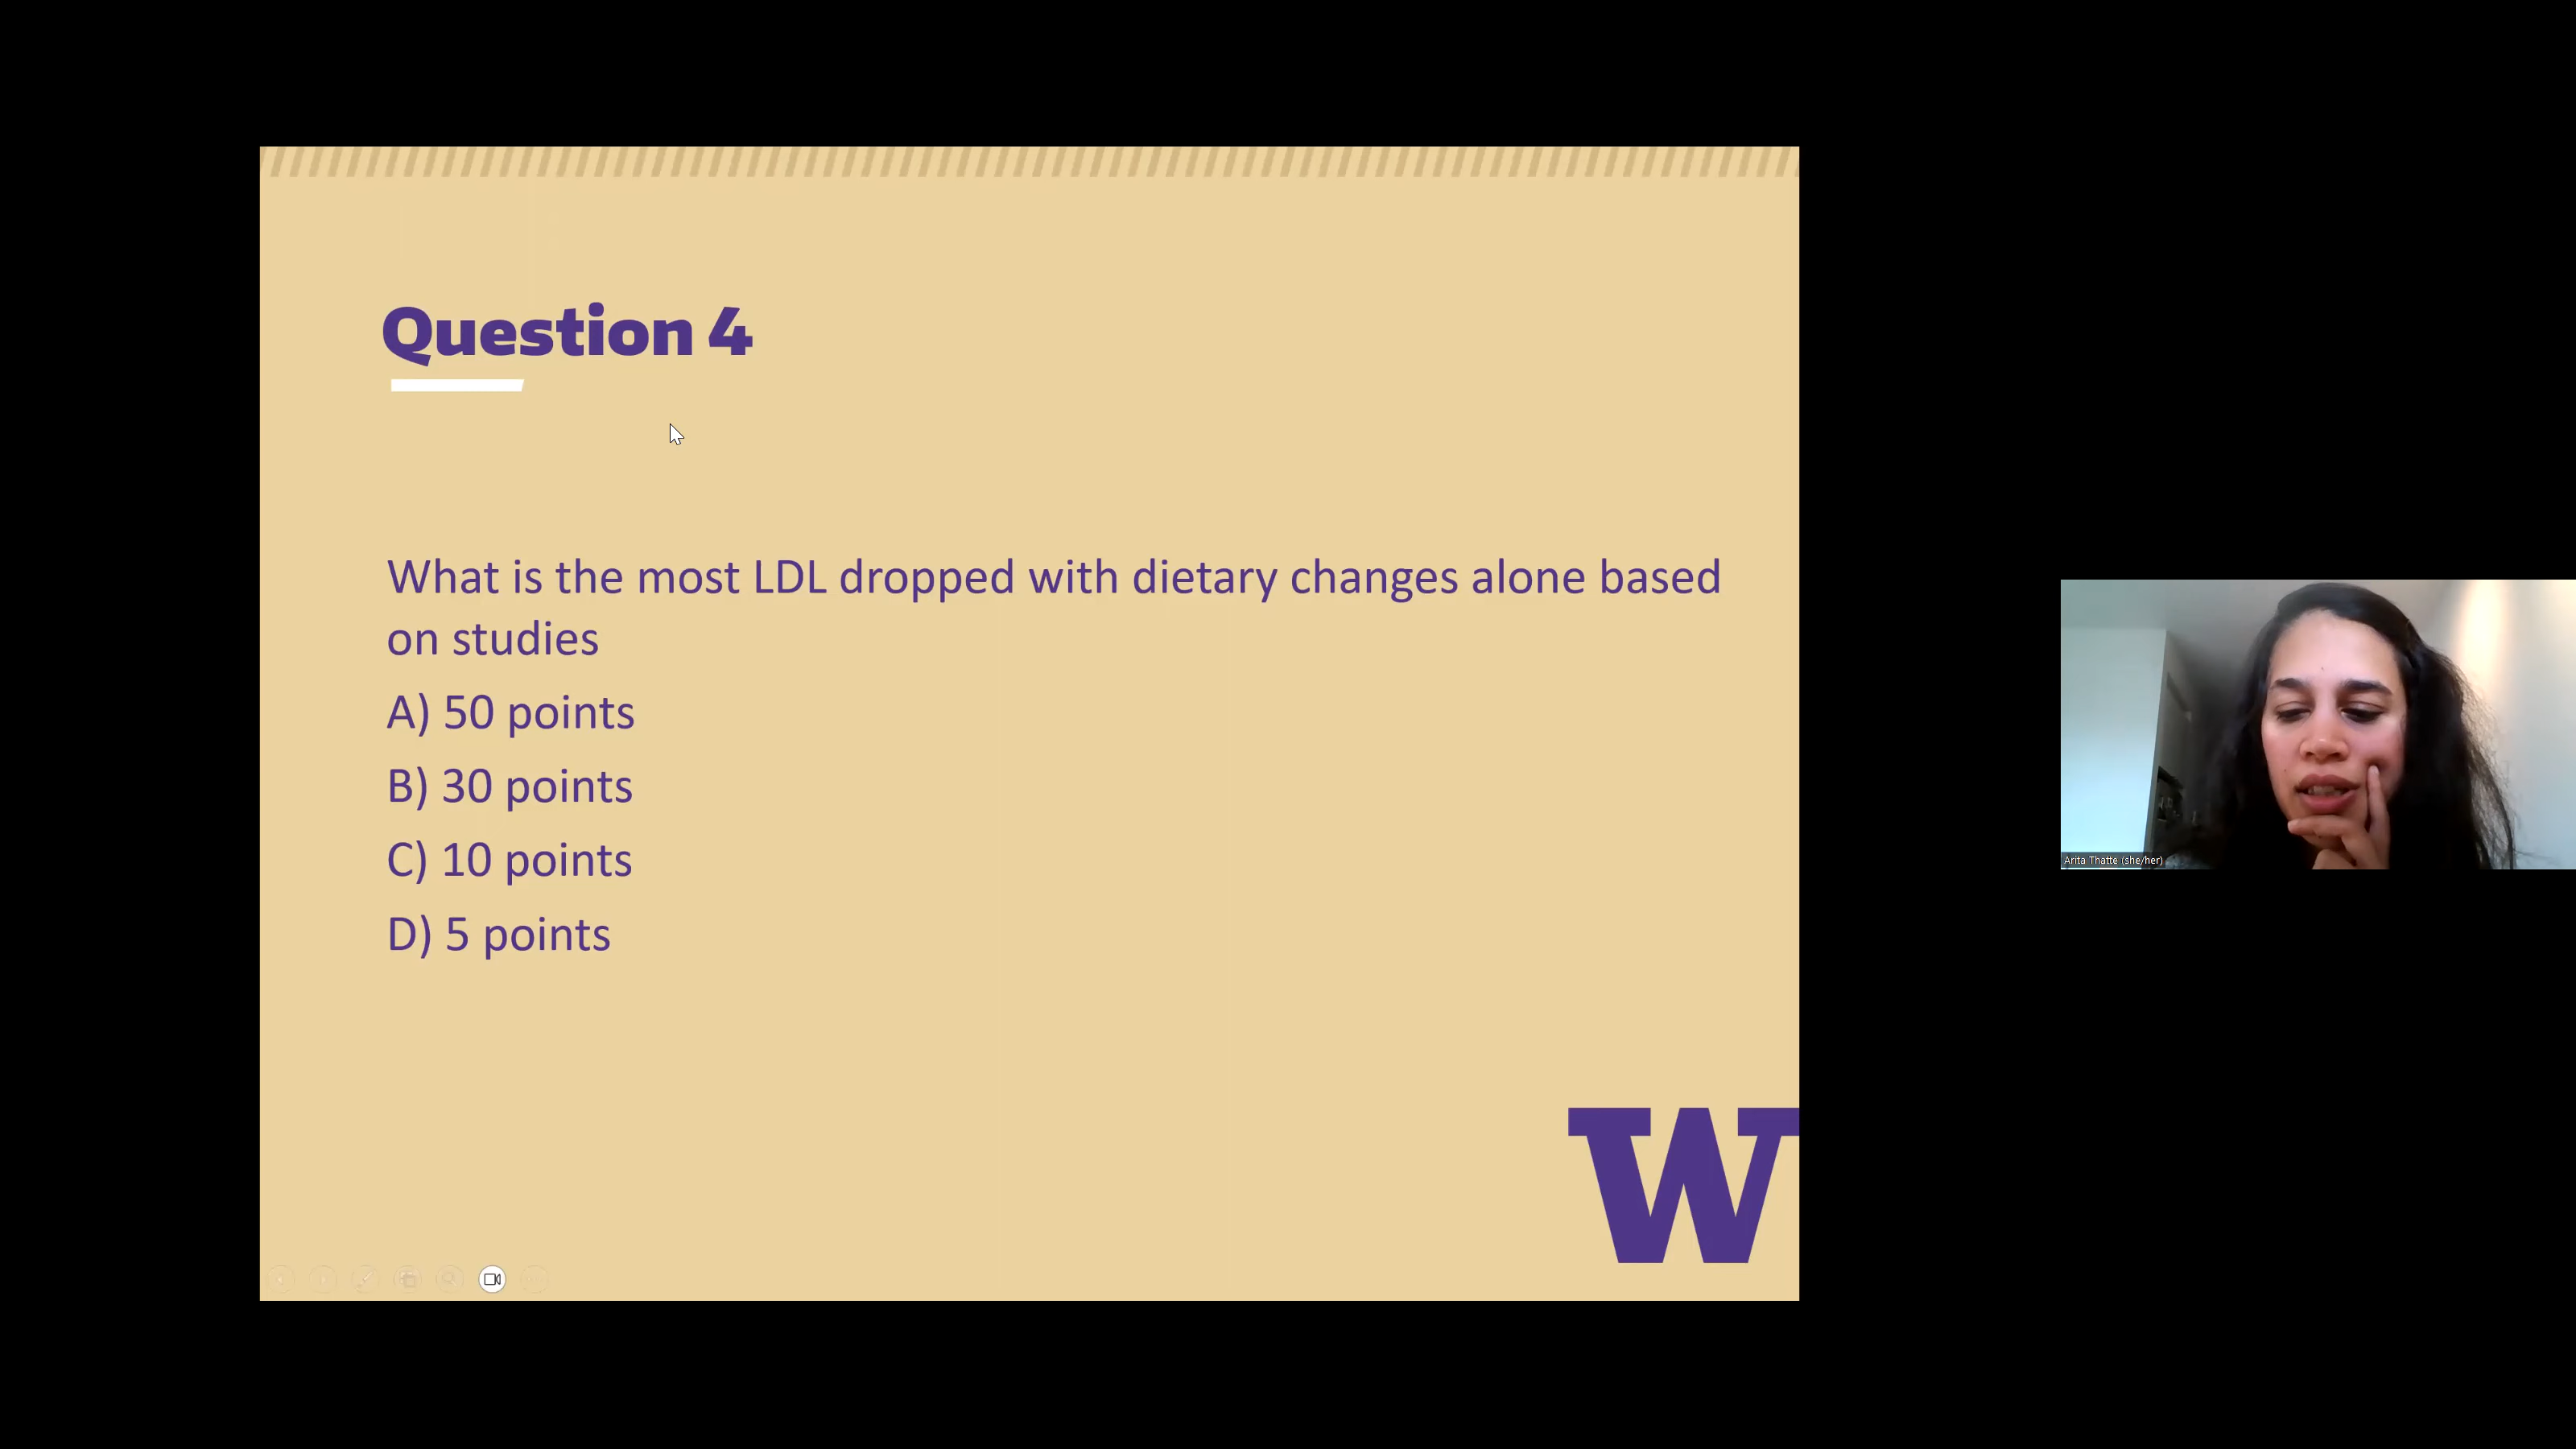 Question 4
What is the most LDL dropped with dietary changes alone based
on studies
A) 50 points
B) 30 points
C) 10 points
D) 5 points
W
Arita Thatte (she/her)